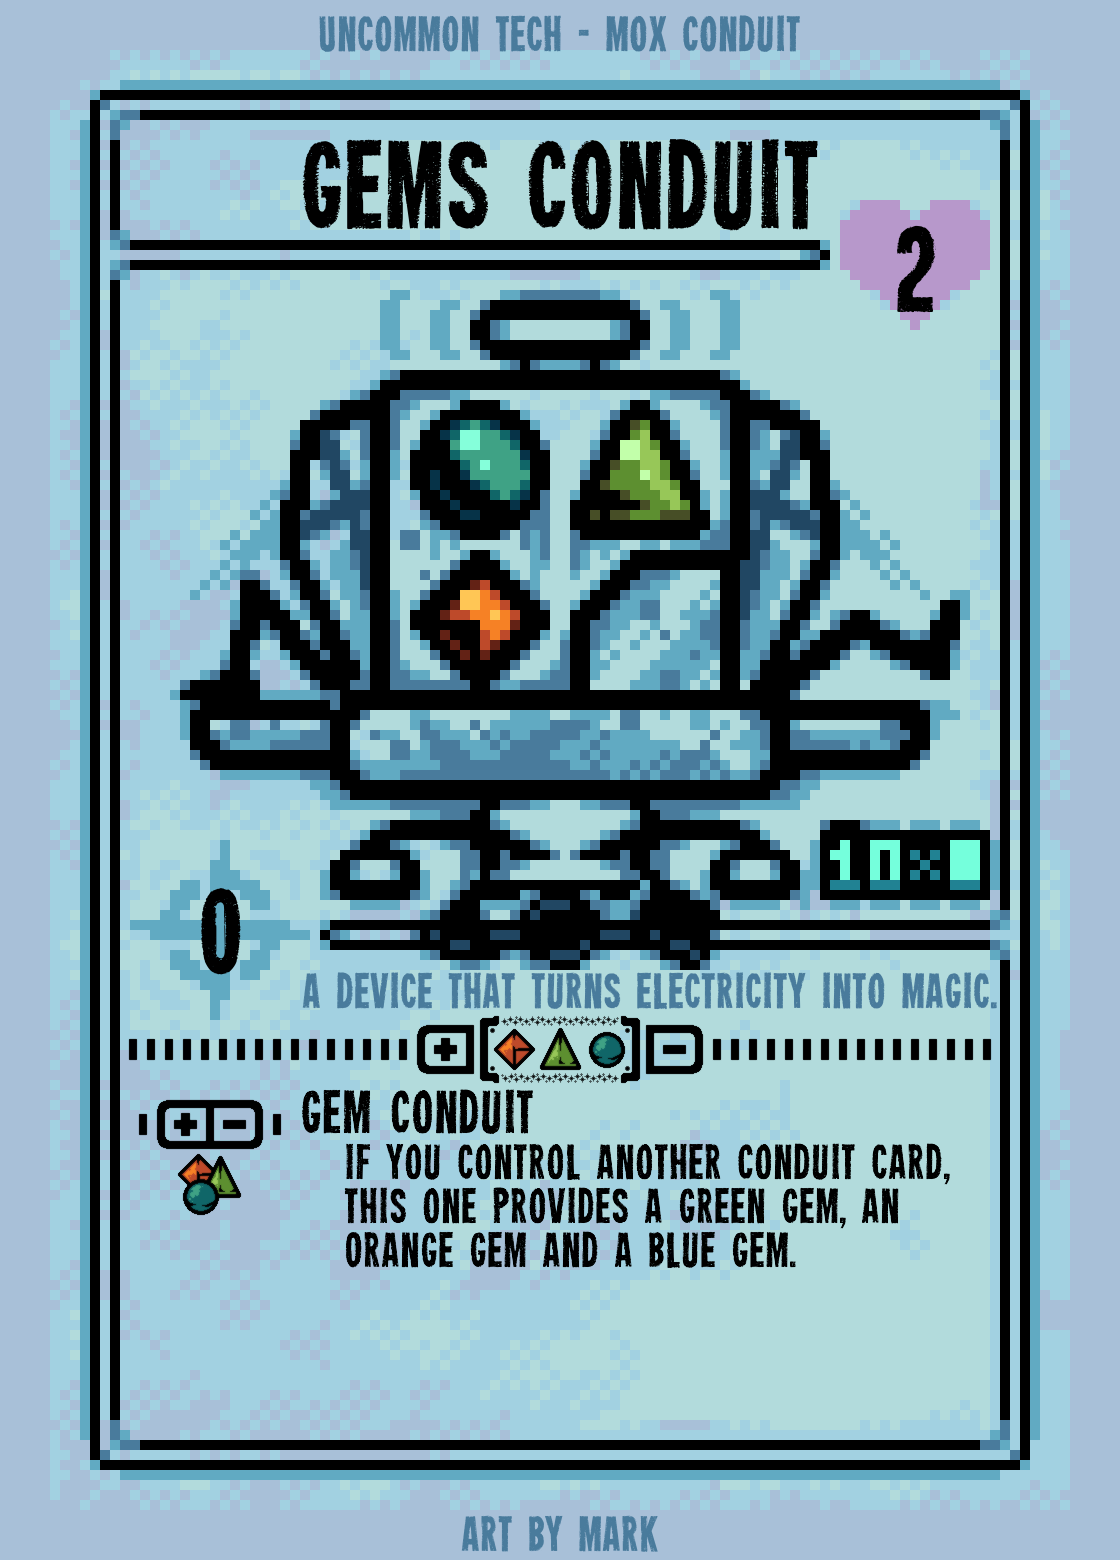 UNCOMMON TECH - MOX CONDUIT
GEMS CONDUIT
2
10×
0
A DEVICE THAT TURNS ELECTRICITY INTO MAGIC.
GEM CONDUIT
IF YOU CONTROL ANOTHER CONDUIT CARD,
THIS ONE PROVIDES A GREEN GEM, AN
ORANGE GEM AND A BLUE GEM.
ART BY MARK